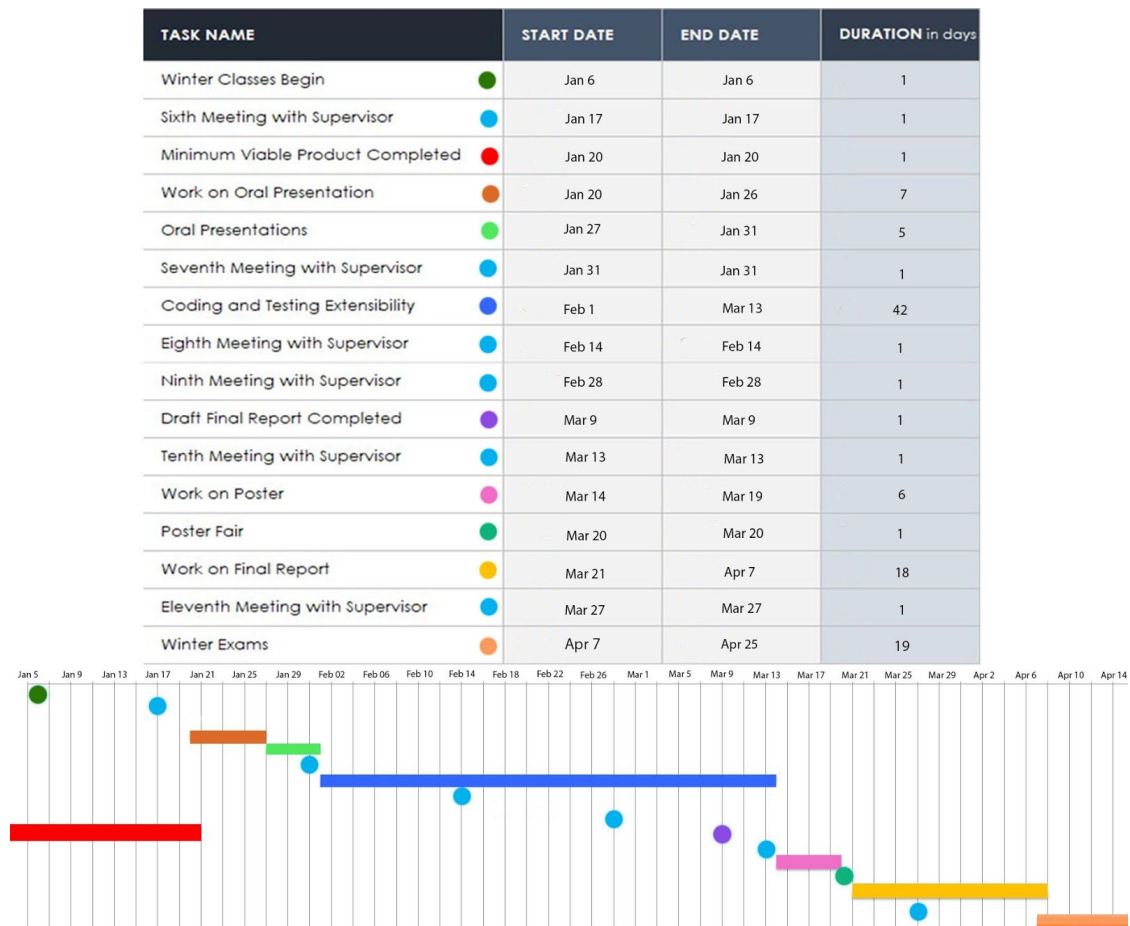 TASK NAME START DATE END DATE DURATION in days
Winter Classes Begin Jan 6 Jan 6 1
Sixth Meeting with Supervisor Jan 17 Jan 17 1
Minimum Viable Product Completed Jan 20 Jan 20 1
Work on Oral Presentation Jan 20 Jan 26 7
Oral Presentations Jan 27 Jan 31 5
Seventh Meeting with Supervisor Jan 31 Jan 31 1
Coding and Testing Extensibility Feb 1 Mar 13 42
Eighth Meeting with Supervisor Feb 14 Feb 14 1
Ninth Meeting with Supervisor Feb 28 Feb 28 1
Draft Final Report Completed Mar 9 Mar 9 1
Tenth Meeting with Supervisor Mar 13 Mar 13 1
Work on Poster Mar 14 Mar 19 6
Poster Fair Mar 20 Mar 20 1
Work on Final Report Mar 21 Apr 7 18
Eleventh Meeting with Supervisor Mar 27 Mar 27 1
Winter Exams Apr 7 Apr 25 19
Jan 5 Jan 9 Jan 13 Jan 17 Jan 21 Jan 25 Jan 29 Feb 02 Feb 06 Feb 10 Feb 14 Feb 18 Feb 22 Feb 26 Mar 1 Mar 5 Mar 9 Mar 13 Mar 17 Mar 21 Mar 25 Mar 29 Apr 2 Apr 6 Apr 10 Apr 14